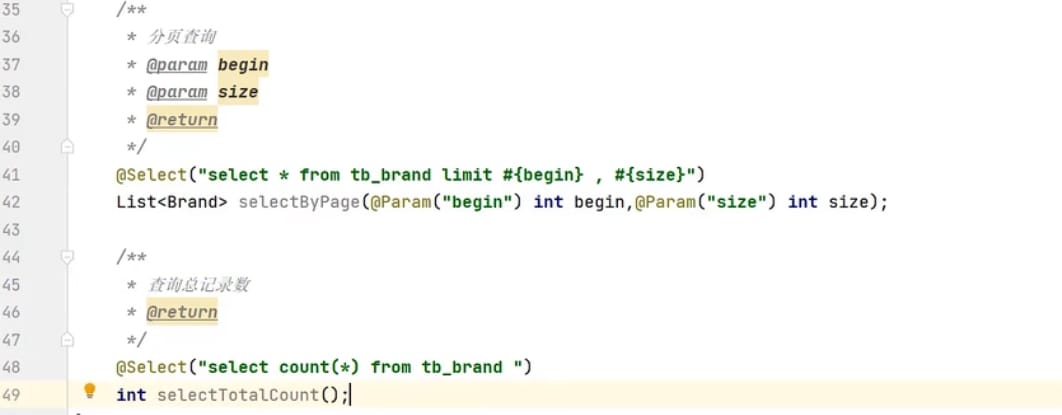 35 /**
36 * 分页查询
37 * @param begin
38 * @param size
39 * @return
40 */
41 @Select("select * from tb_brand limit #{begin} , #{size}")
42 List<Brand> selectByPage(@Param("begin") int begin,@Param("size") int size);
43
44 /**
45 * 查询总记录数
46 * @return
47 */
48 @Select("select count(*) from tb_brand ")
49 int selectTotalCount();